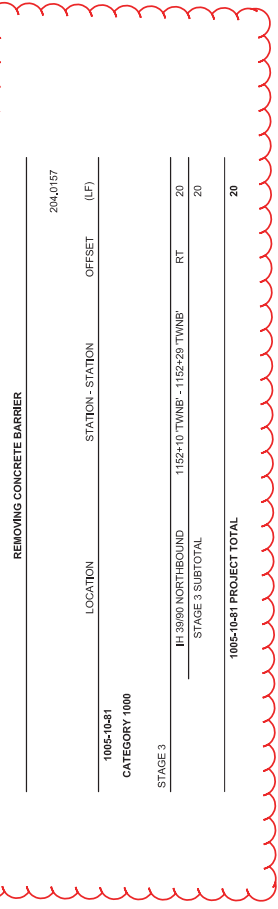 REMOVING CONCRETE BARRIER
204.0157
LOCATION STATION - STATION OFFSET (LF)
1005-10-81
CATEGORY 1000
STAGE 3
IH 39/90 NORTHBOUND 1152+10 'TWNB' - 1152+29 'TWNB' RT 20
STAGE 3 SUBTOTAL 20
1005-10-81 PROJECT TOTAL 20